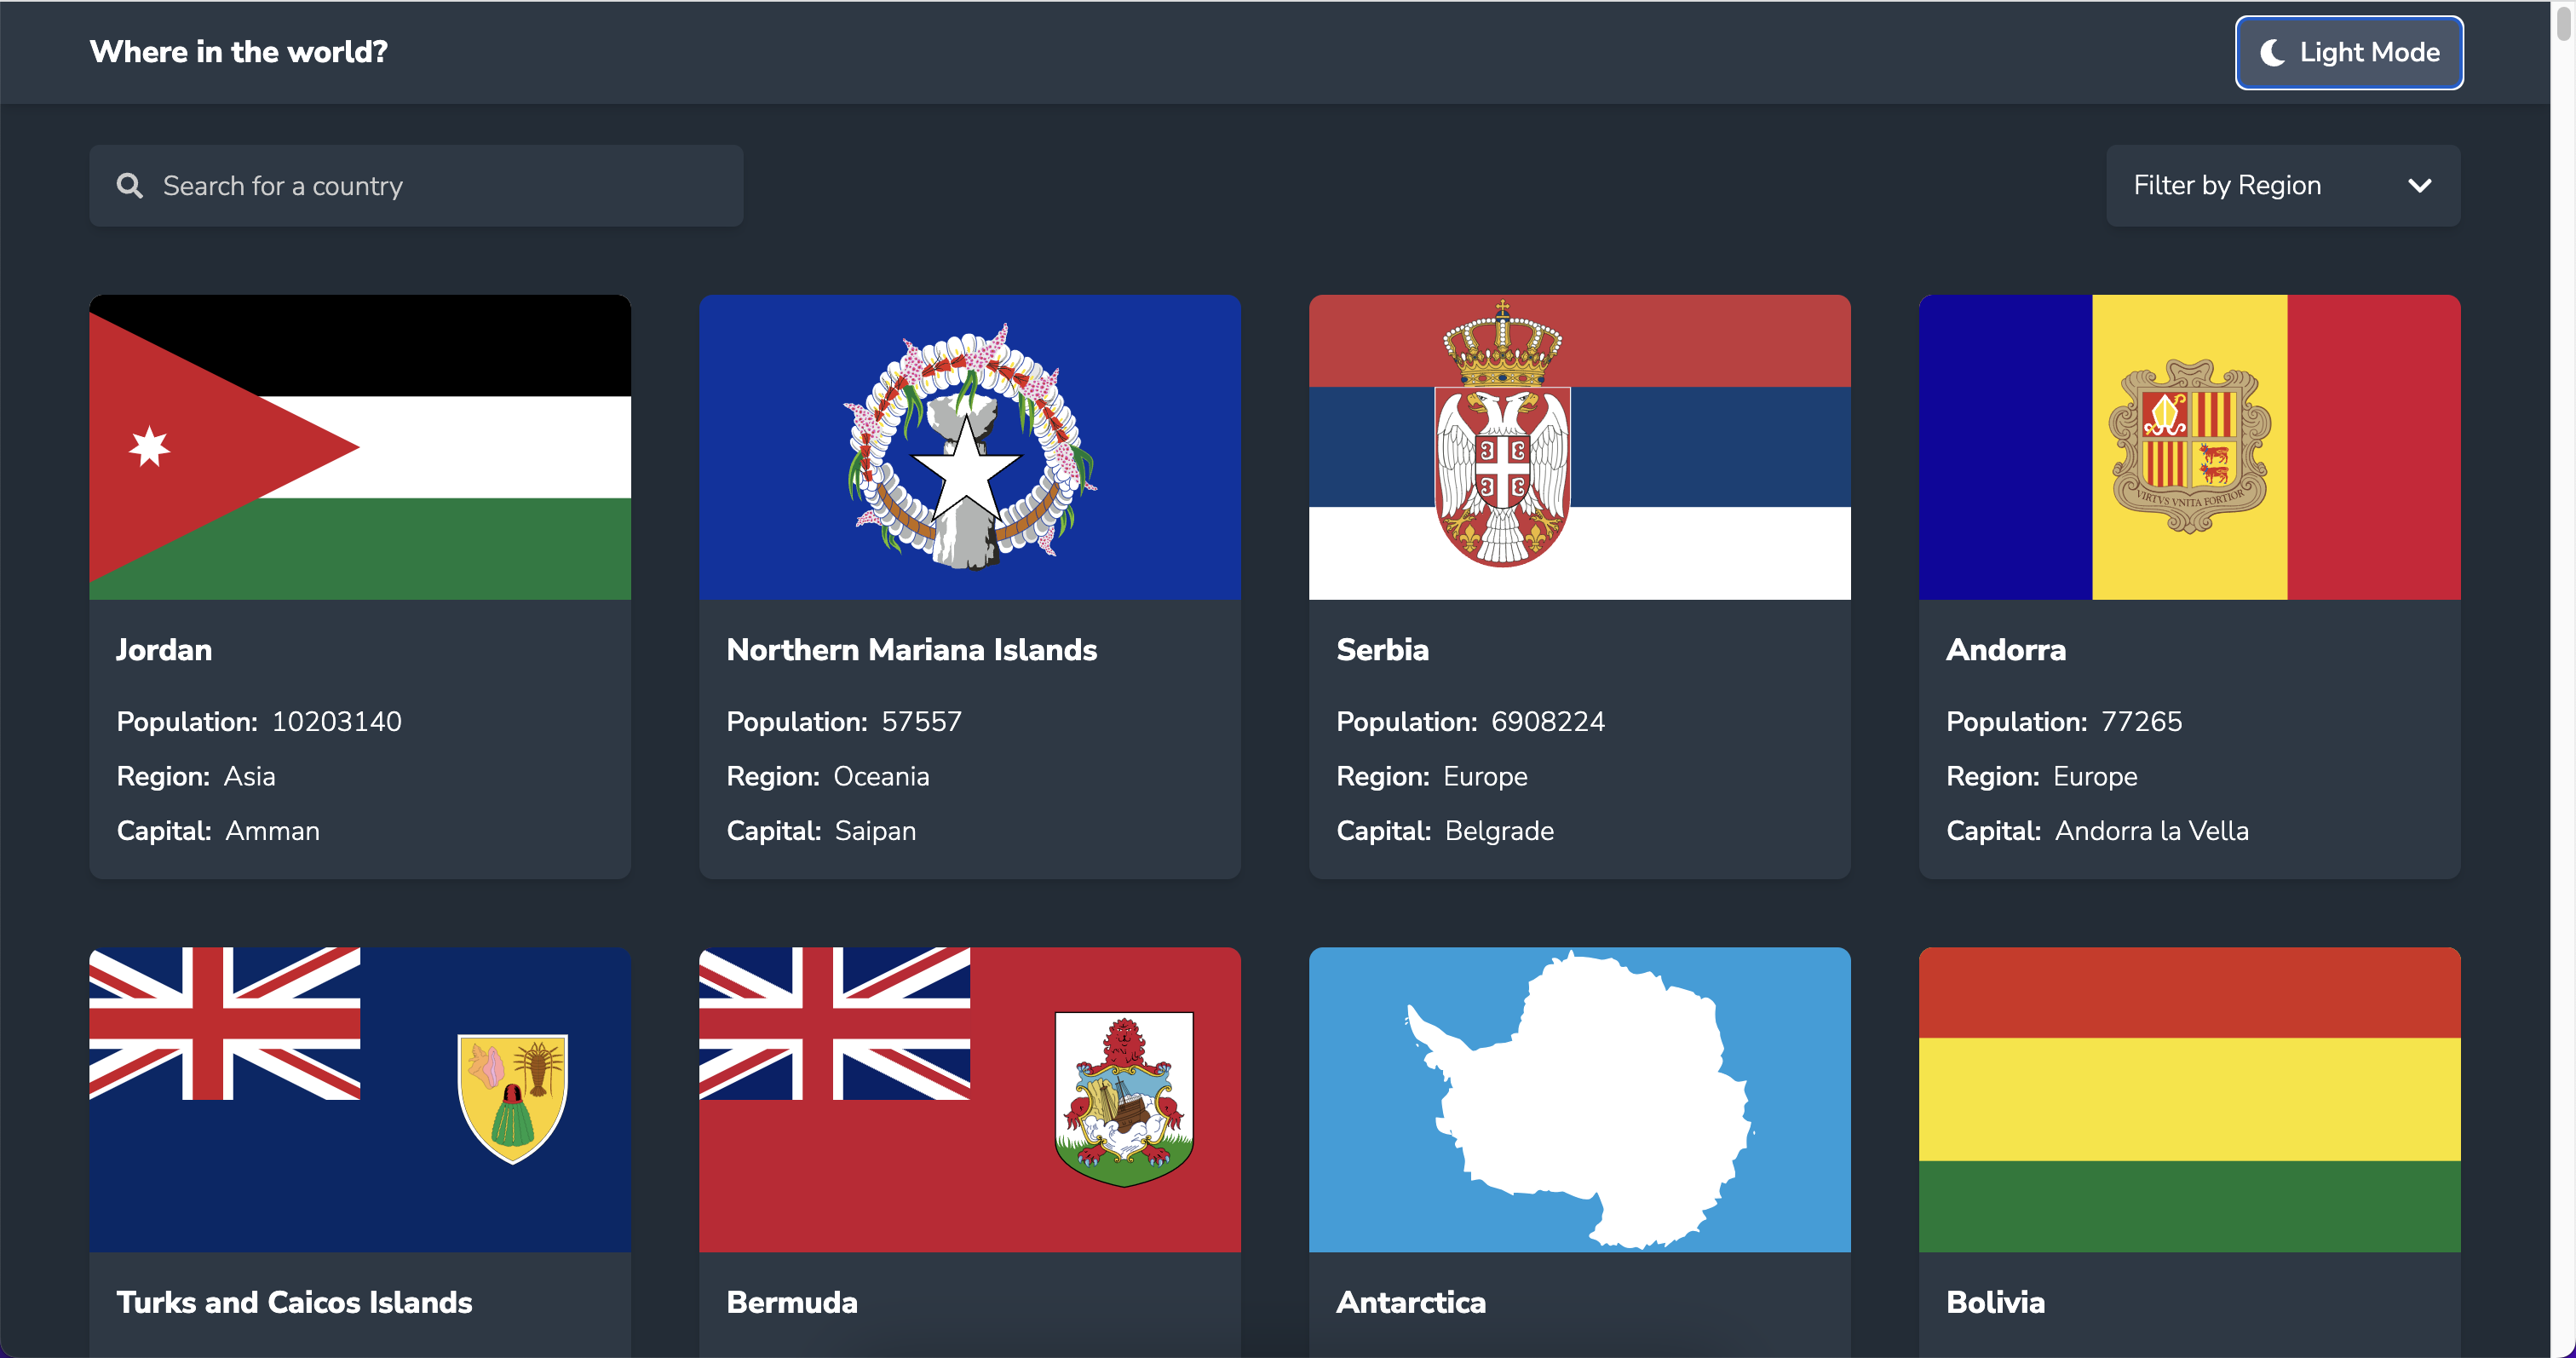 Where in the world?
Light Mode
Search for a country
Filter by Region
VIRTVS VNITA FORTIOR
Jordan
Population: 10203140
Region: Asia
Capital: Amman
Northern Mariana Islands
Population: 57557
Region: Oceania
Capital: Saipan
Serbia
Population: 6908224
Region: Europe
Capital: Belgrade
Andorra
Population: 77265
Region: Europe
Capital: Andorra la Vella
Turks and Caicos Islands
Bermuda
Antarctica
Bolivia